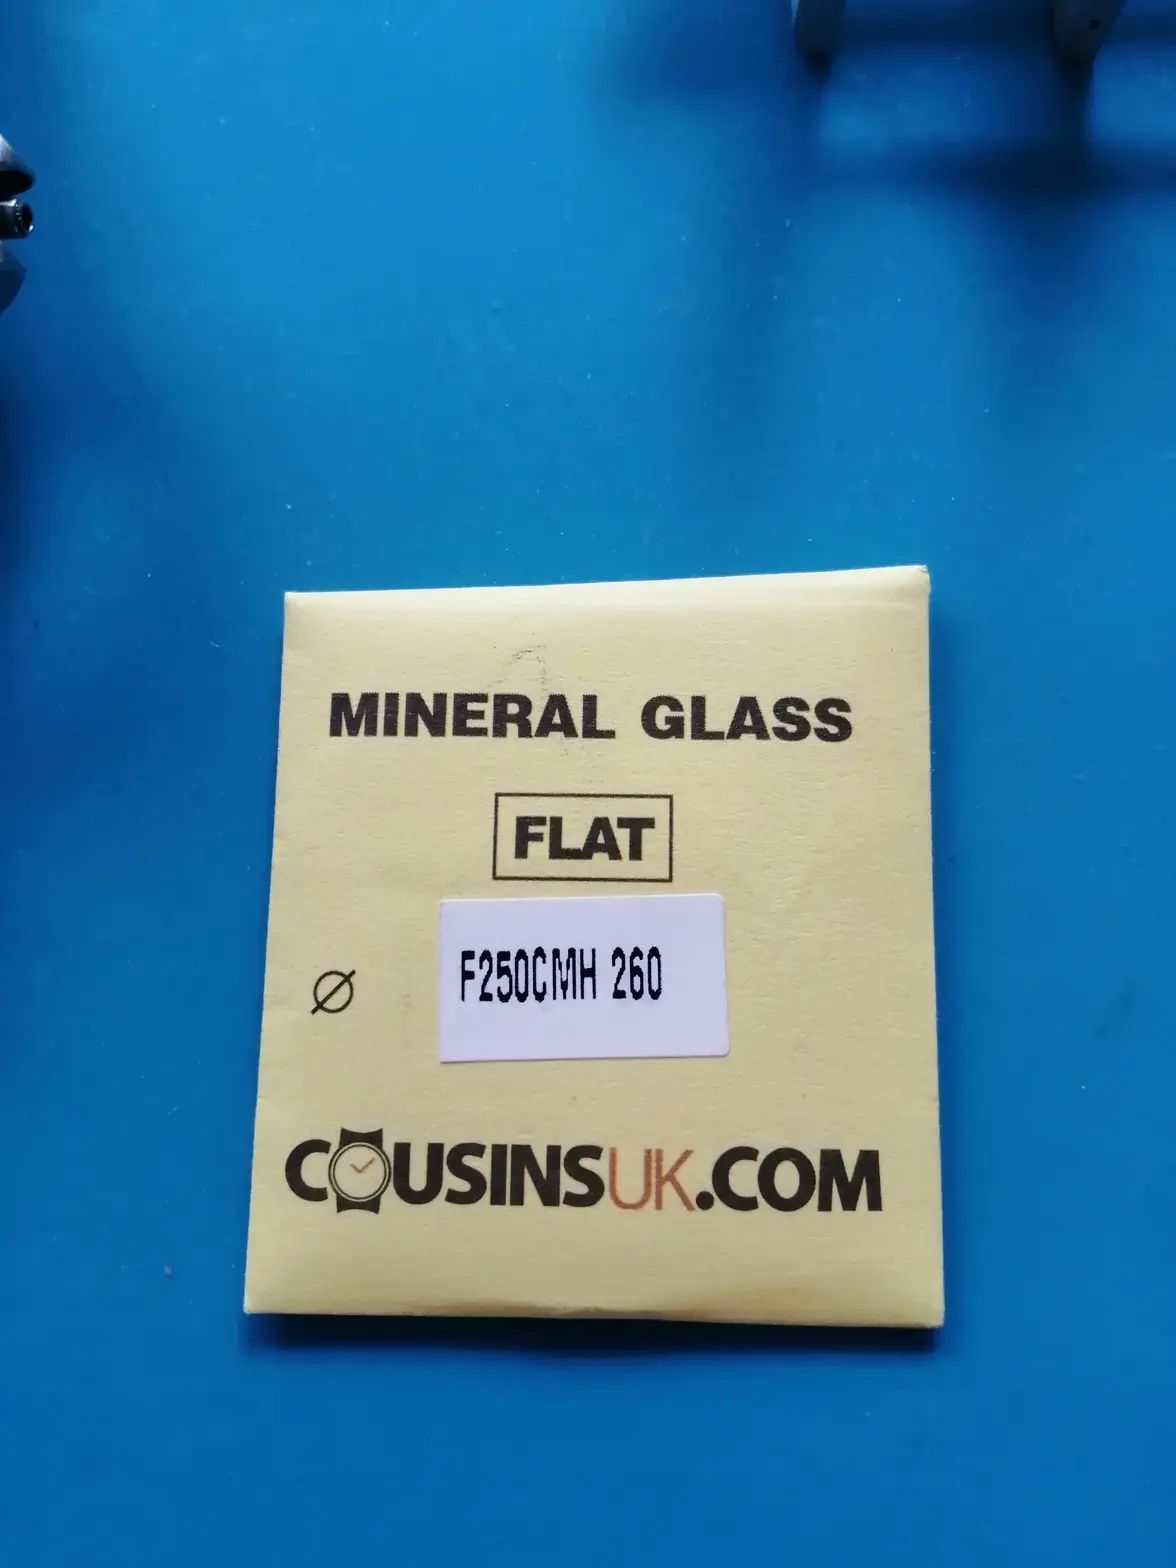 MINERAL GLASS
FLAT
F250CMH 260
Ø
COUSINSUK.COM